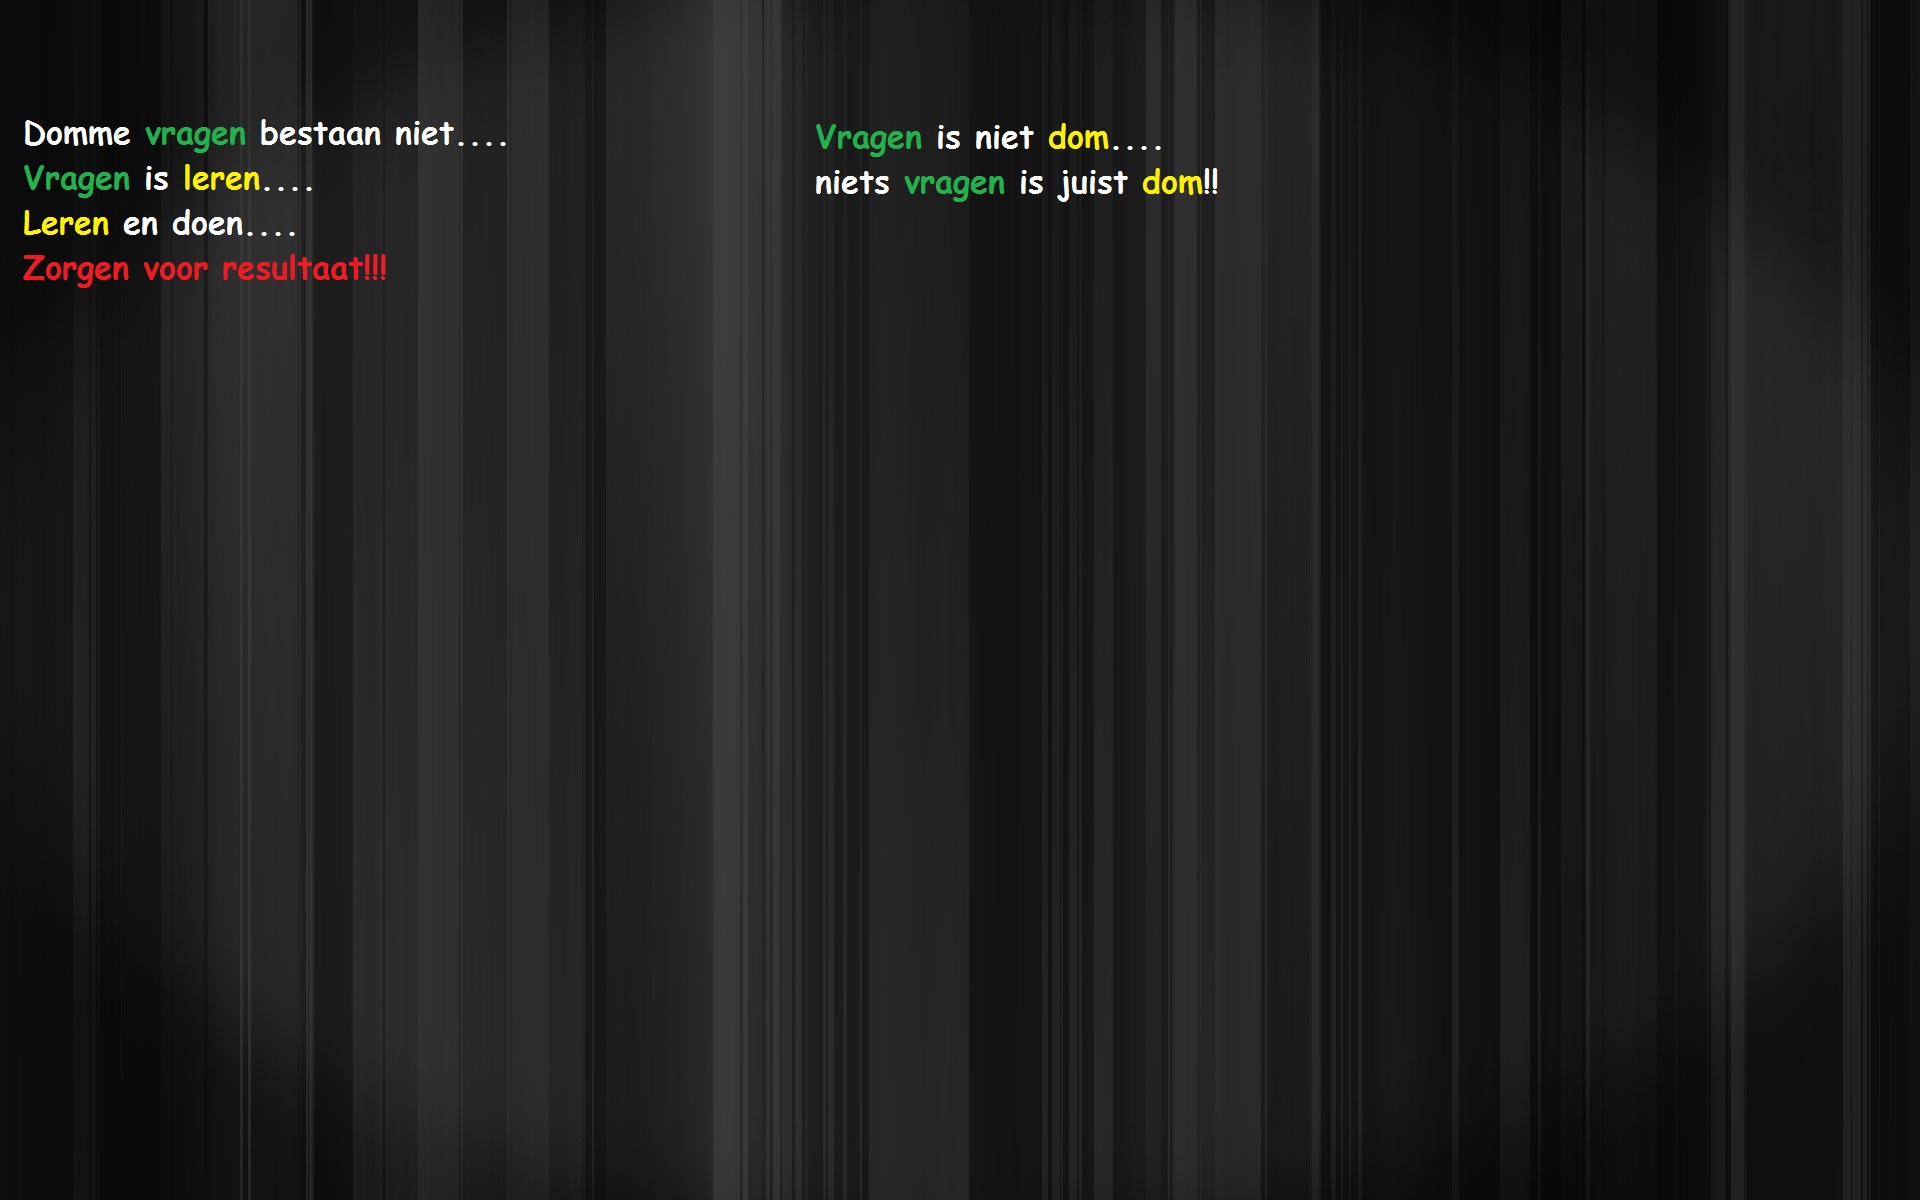 Domme vragen bestaan niet....
Vragen is leren....
Leren en doen....
Zorgen voor resultaat!!!
Vragen is niet dom....
niets vragen is juist dom!!